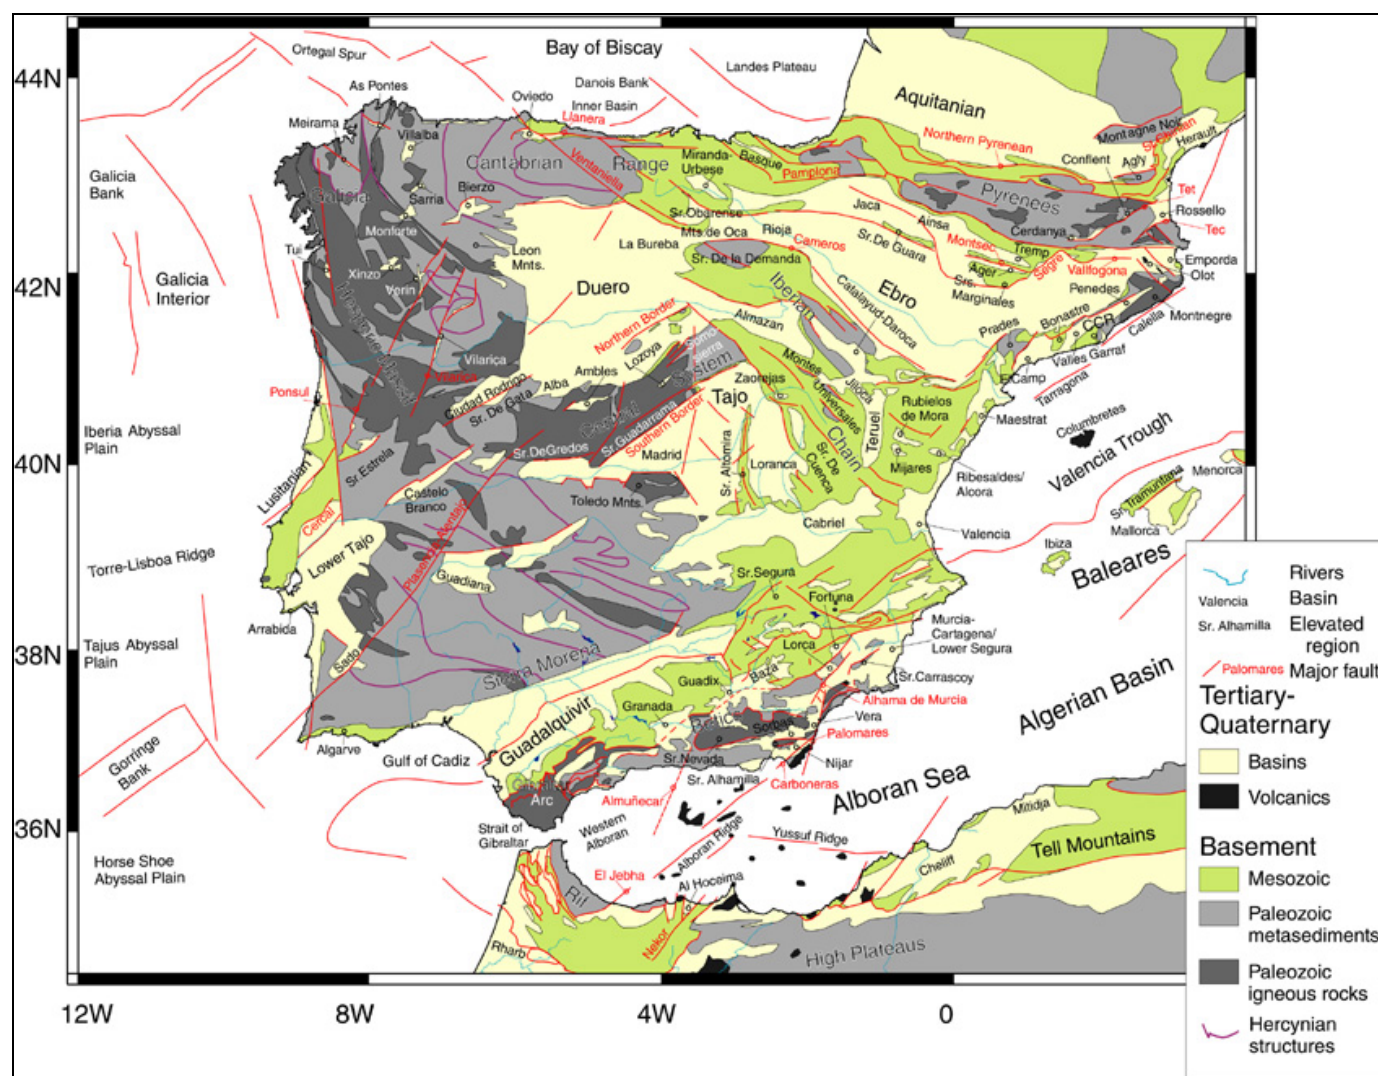 Ortegal Spur
Bay of Biscay
Landes Plateau
Danois Bank
Inner Basin
As Pontes
Oviedo
Llanera
Meirama
Villalba
Aquitanian
Montagne
Northern Pyrenean
Herault
Conflent
Agly
Galicia
Bank
Cantabrian
Range
Ventaniella
Miranda-
Urbese
Basque
Pamplona
Pyrenees
Tet
Rossello
Tec
Bierzo
Sarria
Monforte
Sr.Obarense
Mts.de Oca
Rioja
Jaca
Ainsa
Sr.De Guara
Cerdanya
Montsec
Tremp
Tui
Leon
Mnts.
La Bureba
Cameros
Sr. De la Demanda
Ager
Segre
Vallfogona
Emporda
Olot
Galicia
Interior
Xinzo
Verin
Duero
Iberian
Ebro
Srs.
Marginales
Penedes
Catalayud-Daroca
Northern Border
Almazan
Prades
Bonastre
CCR
Calella
Montnegre
Valles Garraf
Vilariça
Vilarica
Lozoya
System
Montes
Universales
El Camp
Tarragona
Ponsul
Ciudad Rodrigo
Alba
Ambles
Sr. De Gata
Central
Zaorejas
Tajo
Jiloca
Rubielos
de Mora
Maestrat
Columbretes
Sr.Guadarrama
Southern Border
Teruel
Chain
Iberia Abyssal
Plain
Sr.DeGredos
Madrid
Sr. Altomira
Loranca
Sr. De
Cuenca
Mijares
Ribesaldes/
Alcora
Valencia Trough
Menorca
Lusitanian
Sr.Estrela
Sr. Tramuntana
Castelo
Branco
Toledo Mnts.
Mallorca
Cercal
Cabriel
Valencia
Ibiza
Baleares
Torre-Lisboa Ridge
Lower Tajo
Guadiana
Sr.Segura
Fortuna
Arrabida
Murcia-
Cartagena/
Lower Segura
Tajus Abyssal
Plain
Sado
Sierra Morena
Lorca
Baza
Guadix
Sr.Carrascoy
Alhama de Murcia
Algerian Basin
Granada
Betics
Sorbas
Vera
Palomares
Guadalquivir
Algarve
Gulf of Cadiz
Gorringe
Bank
Sr.Nevada
Nijar
Sr. Alhamilla
Carboneras
Arc
Almuñecar
Alboran Sea
Strait of
Gibraltar
Western
Alboran
Alboran Ridge
Yussuf Ridge
Mitidja
Tell Mountains
Horse Shoe
Abyssal Plain
El Jebha
Al Hoceima
Cheliff
Rif
Nekor
Rharb
High Plateaus
44N
42N
40N
38N
36N
12W
8W
4W
0
Rivers
Valencia
Basin
Sr. Alhamilla
Elevated
region
Palomares
Major fault
Tertiary-
Quaternary
Basins
Volcanics
Basement
Mesozoic
Paleozoic
metasediments
Paleozoic
igneous rocks
Hercynian
structures